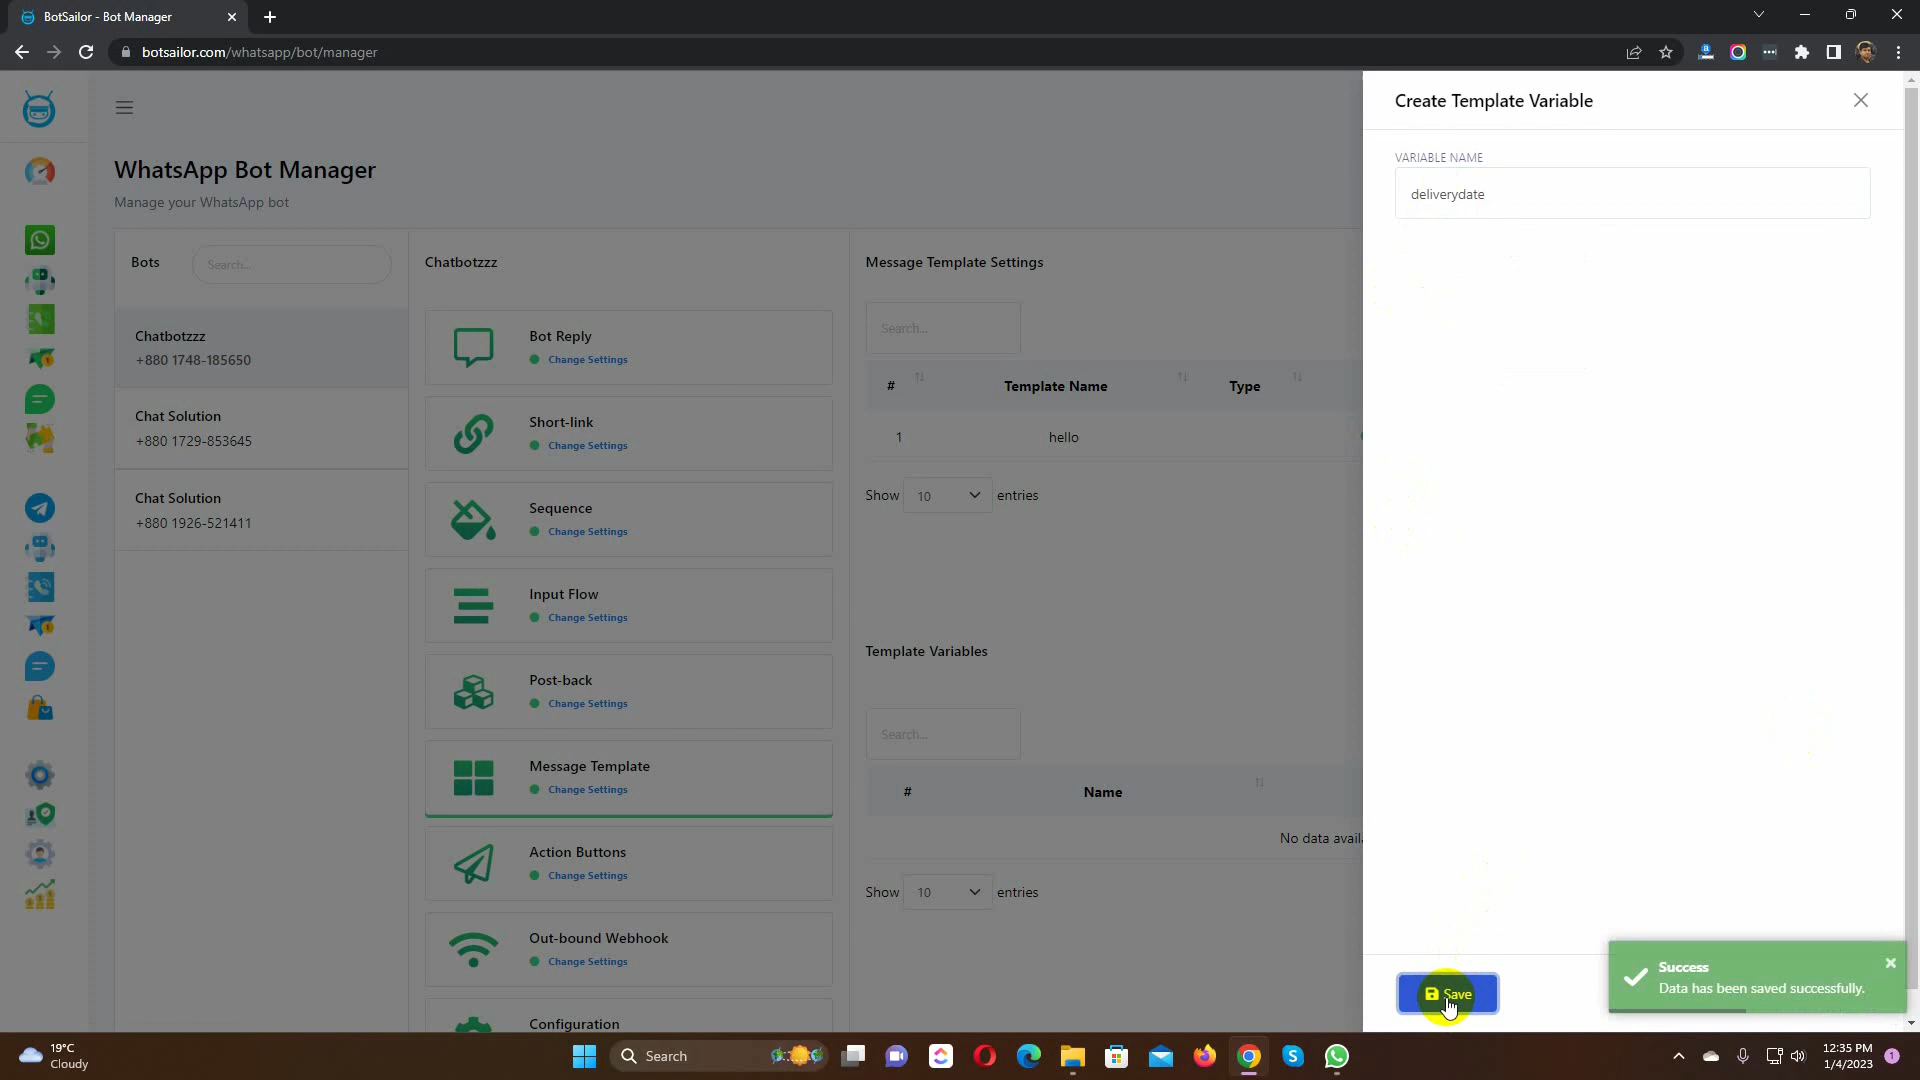 BotSailor - Bot Manager
botsailor.com/whatsapp/bot/manager
Create Template Variable
VARIABLE NAME
deliverydate
WhatsApp Bot Manager
Manage your WhatsApp bot
Bots
Search...
Chatbotzzz
+880 1748-185650
Chat Solution
+880 1729-853645
Chat Solution
+880 1926-521411
Chatbotzzz
Bot Reply
Change Settings
Short-link
Change Settings
Sequence
Change Settings
Input Flow
Change Settings
Post-back
Change Settings
Message Template
Change Settings
Action Buttons
Change Settings
Out-bound Webhook
Change Settings
Configuration
Message Template Settings
Search...
# Template Name Type
1 hello
Show 10 entries
Template Variables
Search...
# Name
No data avail
Show 10 entries
Save
Success
Data has been saved successfully.
19°C
Cloudy
Search
12:35 PM
1/4/2023
1